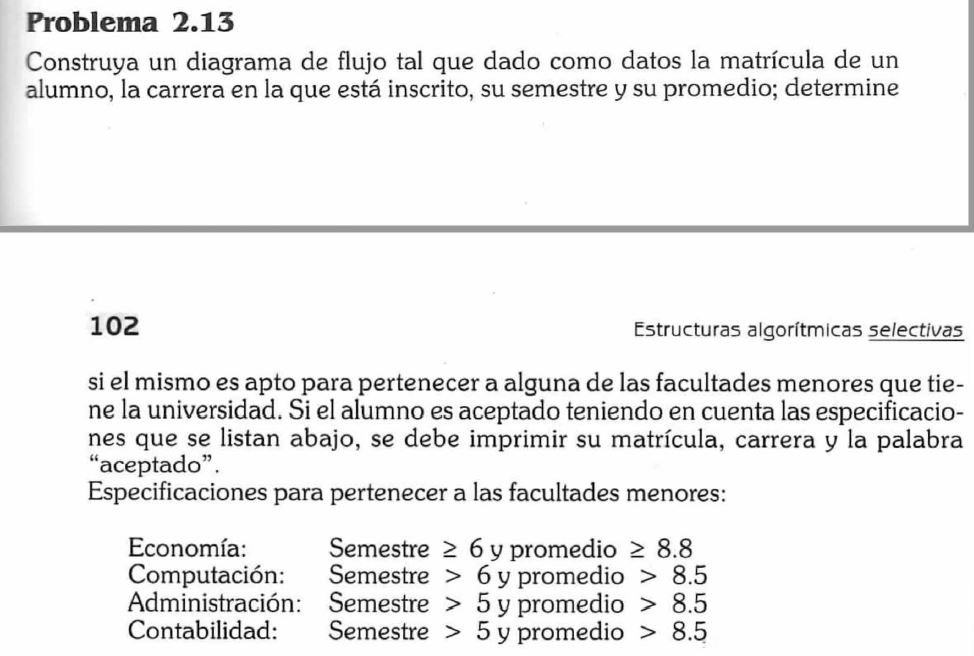 Problema 2.13
Construya un diagrama de flujo tal que dado como datos la matrícula de un
alumno, la carrera en la que está inscrito, su semestre y su promedio; determine
102
Estructuras algorítmicas selectivas
si el mismo es apto para pertenecer a alguna de las facultades menores que tie-
ne la universidad. Si el alumno es aceptado teniendo en cuenta las especificacio-
nes que se listan abajo, se debe imprimir su matrícula, carrera y la palabra
“aceptado”.
Especificaciones para pertenecer a las facultades menores:
Economía: Semestre ≥ 6 y promedio ≥ 8.8
Computación: Semestre > 6 y promedio > 8.5
Administración: Semestre > 5 y promedio > 8.5
Contabilidad: Semestre > 5 y promedio > 8.5